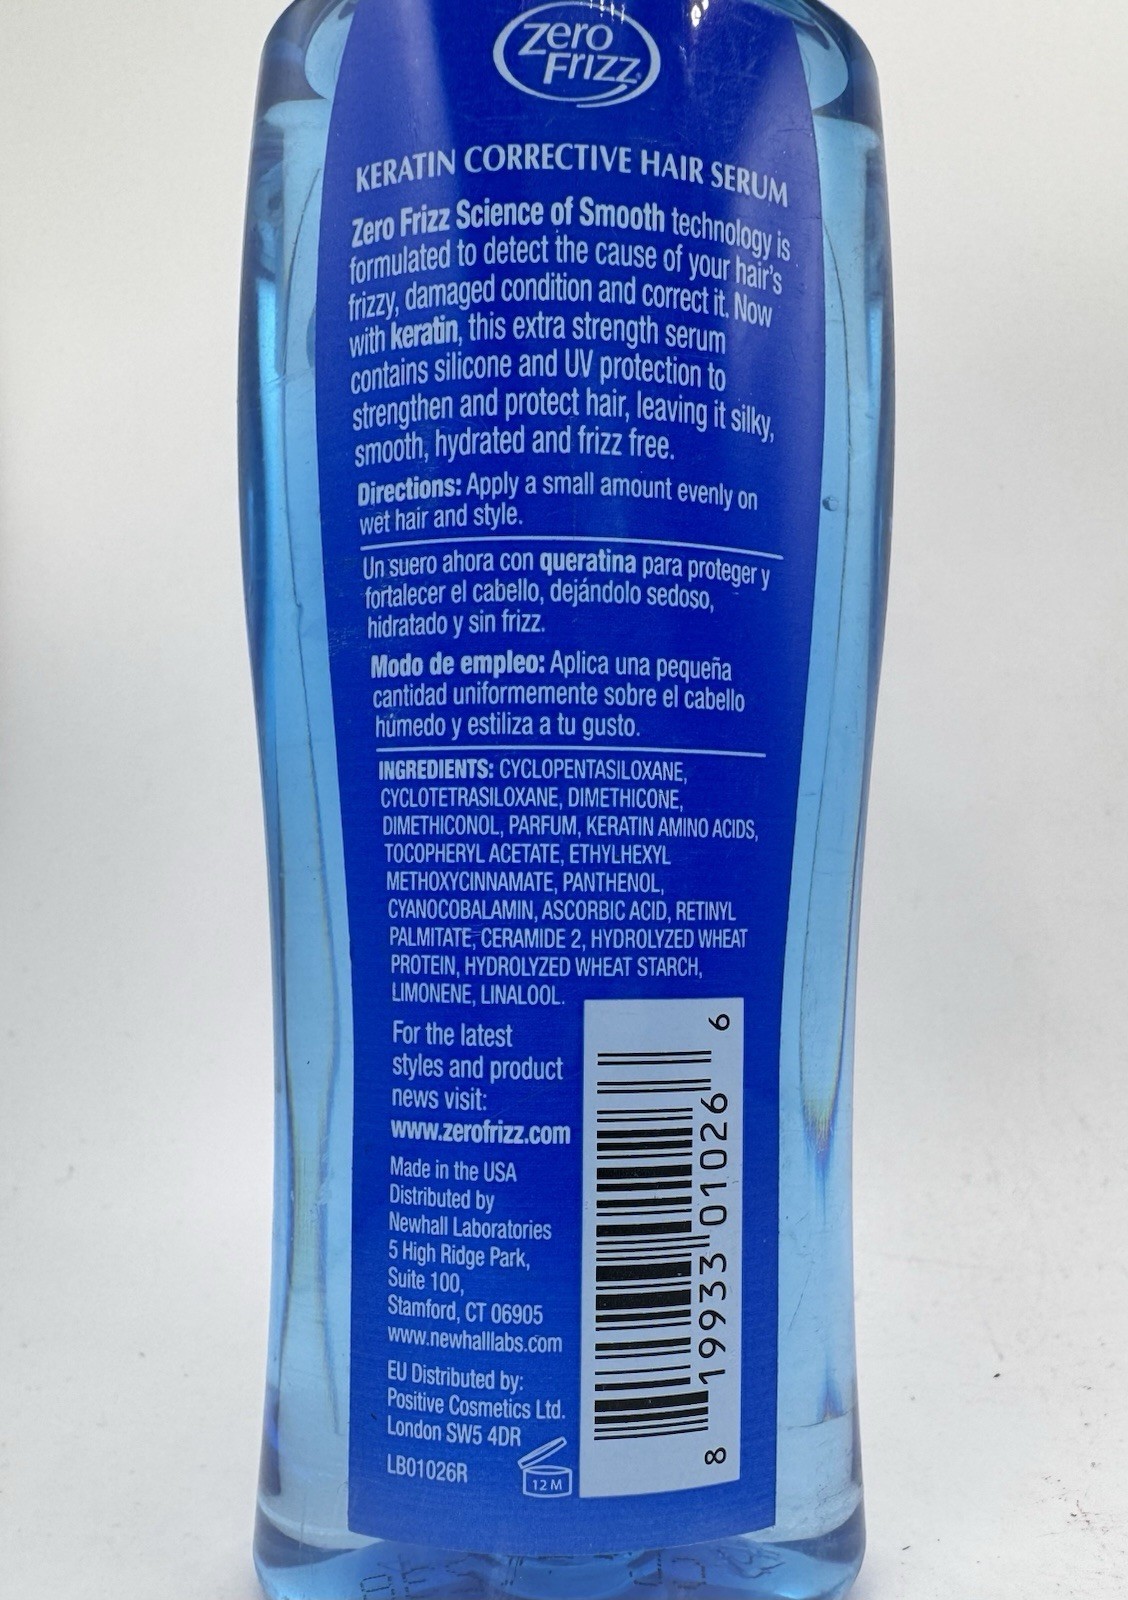 Zero
Frizz®
KERATIN CORRECTIVE HAIR SERUM
Zero Frizz Science of Smooth technology is
formulated to detect the cause of your hair's
frizzy, damaged condition and correct it. Now
with keratin, this extra strength serum
contains silicone and UV protection to
strengthen and protect hair, leaving it silky,
smooth, hydrated and frizz free.
Directions: Apply a small amount evenly on
wet hair and style.
Un suero ahora con queratina para proteger y
fortalecer el cabello, dejándolo sedoso,
hidratado y sin frizz.
Modo de empleo: Aplica una pequeña
cantidad uniformemente sobre el cabello
húmedo y estiliza a tu gusto.
INGREDIENTS: CYCLOPENTASILOXANE,
CYCLOTETRASILOXANE, DIMETHICONE,
DIMETHICONOL, PARFUM, KERATIN AMINO ACIDS,
TOCOPHERYL ACETATE, ETHYLHEXYL
METHOXYCINNAMATE, PANTHENOL,
CYANOCOBALAMIN, ASCORBIC ACID, RETINYL
PALMITATE, CERAMIDE 2, HYDROLYZED WHEAT
PROTEIN, HYDROLYZED WHEAT STARCH,
LIMONENE, LINALOOL.
For the latest
styles and product
news visit:
www.zerofrizz.com
Made in the USA
Distributed by
Newhall Laboratories
5 High Ridge Park,
Suite 100,
Stamford, CT 06905
www.newhalllabs.com
EU Distributed by:
Positive Cosmetics Ltd.
London SW5 4DR
LB01026R
12 M
8 19933 01026 6